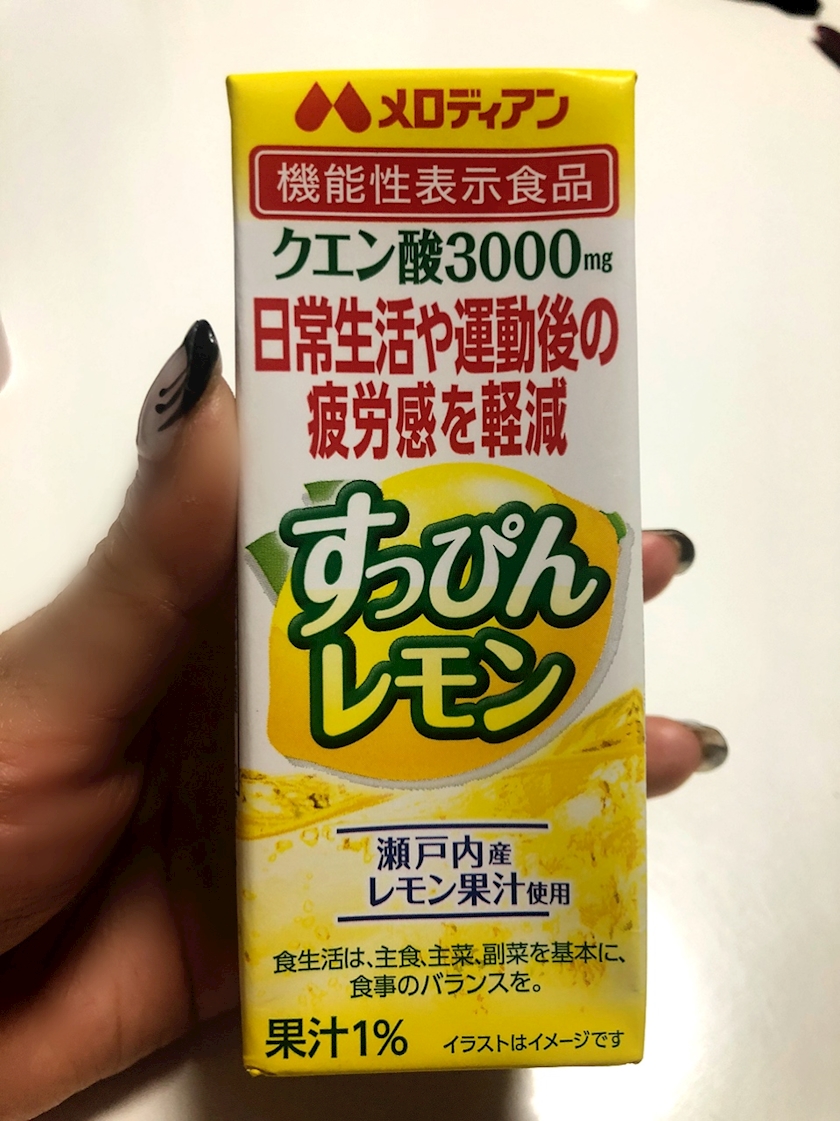 メロディアン
機能性表示食品
クエン酸3000mg
日常生活や運動後の
疲労感を軽減
すっぴん
レモン
瀬戸内産
レモン果汁使用
食生活は、主食、主菜、副菜を基本に、
食事のバランスを。
果汁1% イラストはイメージです